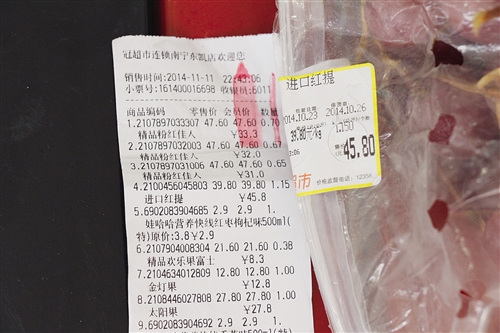 冠超市连锁南宁东凯店欢迎您
销售时间:2014-11-11 22:43:06
小票号:161400016698 收银员:6011
商品编码 零售价 会员价 数量
1.2107897033307 47.60 47.60 0.70
精品粉红佳人 ￥33.3
2.2107897032003 47.60 47.60 0.67
精品粉红佳人 ￥32.0
3.2107897031006 47.60 47.60 0.65
精品粉红佳人 ￥31.0
4.2100456045803 39.80 39.80 1.15
进口红提 ￥45.8
5.6902083904685 2.9 2.9 1.
娃哈哈营养快线红枣枸杞味500ml(
特)原价:3.8￥2.9
6.2107904008304 21.60 21.60 0.38
精品欢乐果富士 ￥8.3
7.2104634012809 12.80 12.80 1.00
金灯果 ￥12.8
8.2108446027808 27.80 27.80 1.00
太阳果 ￥27.8
9.6902083904692 2.9 2.9 1.
进口红提
2014.10.23 2014.10.26
39.80元/kg 1.150
45.80